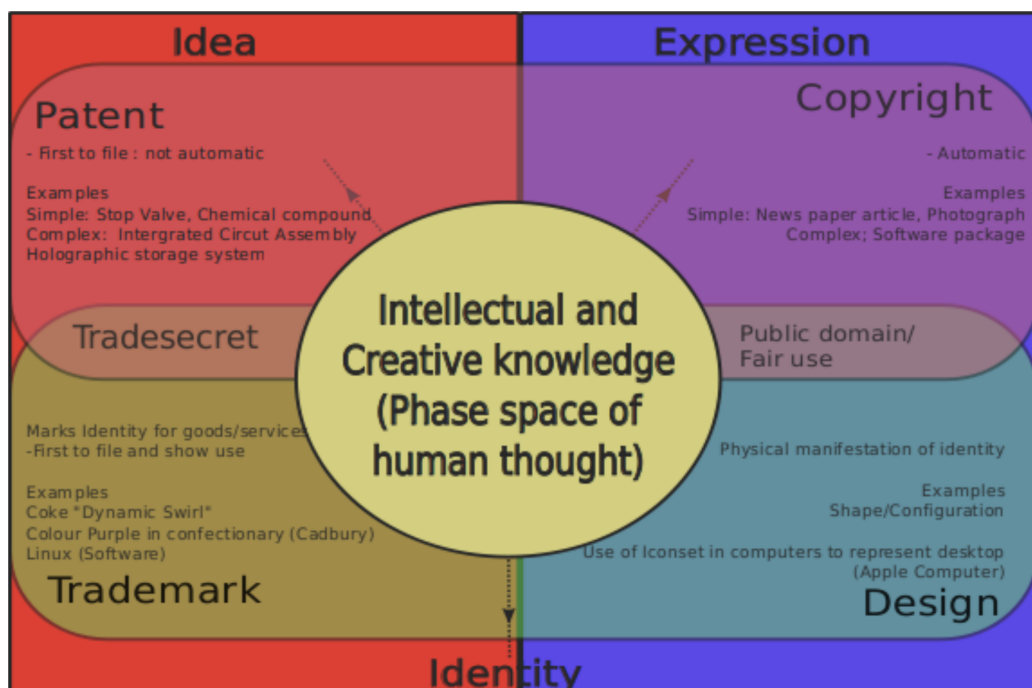 Idea
Expression
Patent
- First to file : not automatic
Examples
Simple: Stop Valve, Chemical compound
Complex: Intergrated Circut Assembly
Holographic storage system
Copyright
- Automatic
Examples
Simple: News paper article, Photograph
Complex; Software package
Intellectual and
Creative knowledge
(Phase space of
human thought)
Tradesecret
Public domain/
Fair use
Marks Identity for goods/services
-First to file and show use
Examples
Coke "Dynamic Swirl"
Colour Purple in confectionary (Cadbury)
Linux (Software)
Trademark
Physical manifestation of identity
Examples
Shape/Configuration
Use of Iconset in computers to represent desktop
(Apple Computer)
Design
Identity